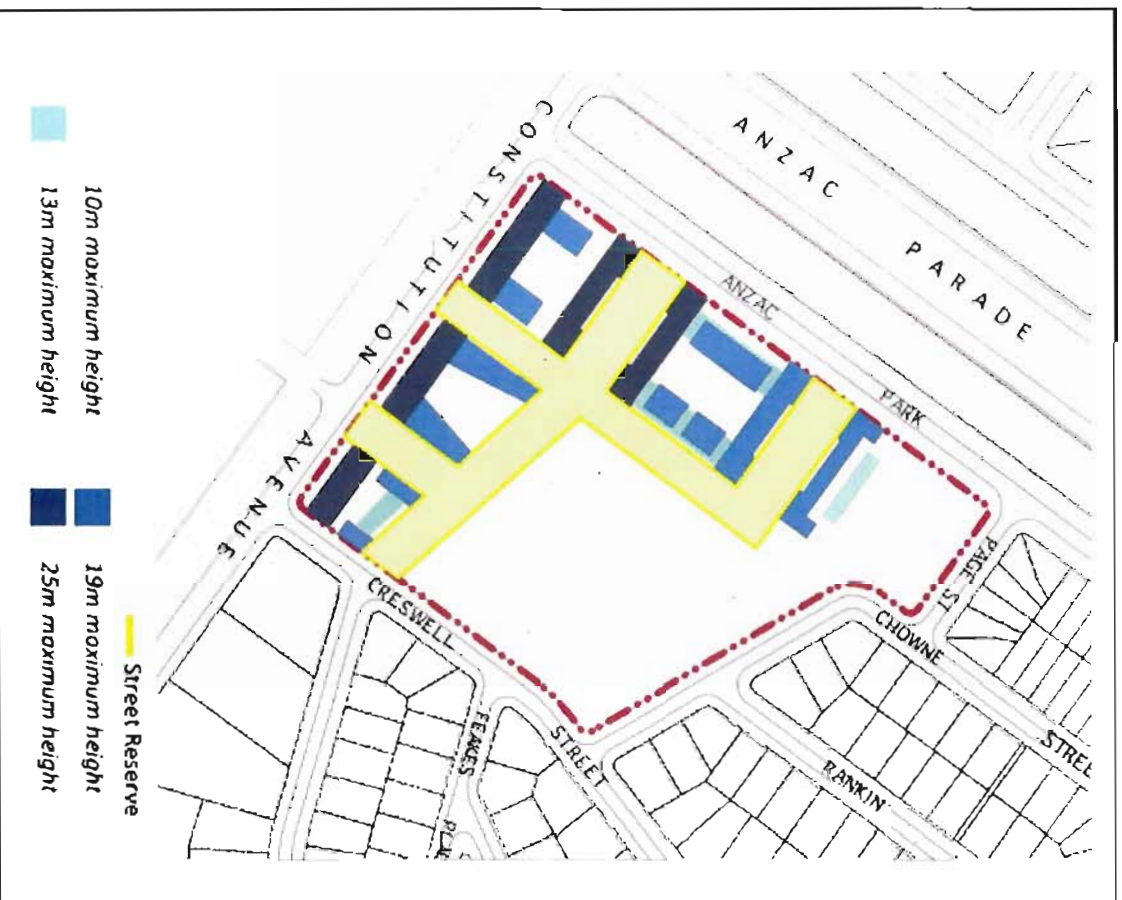 ANZAC PARADE
ANZAC PARK
CONSTITUTION AVENUE
PAGE ST
CHOWNE STREE
CRESWELL STREET
FEAKES
RANKIN
10m maximum height
13m maximum height
19m maximum height
25m maximum height
Street Reserve